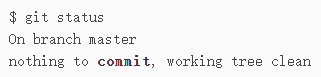 $ git status
On branch master
nothing to commit, working tree clean